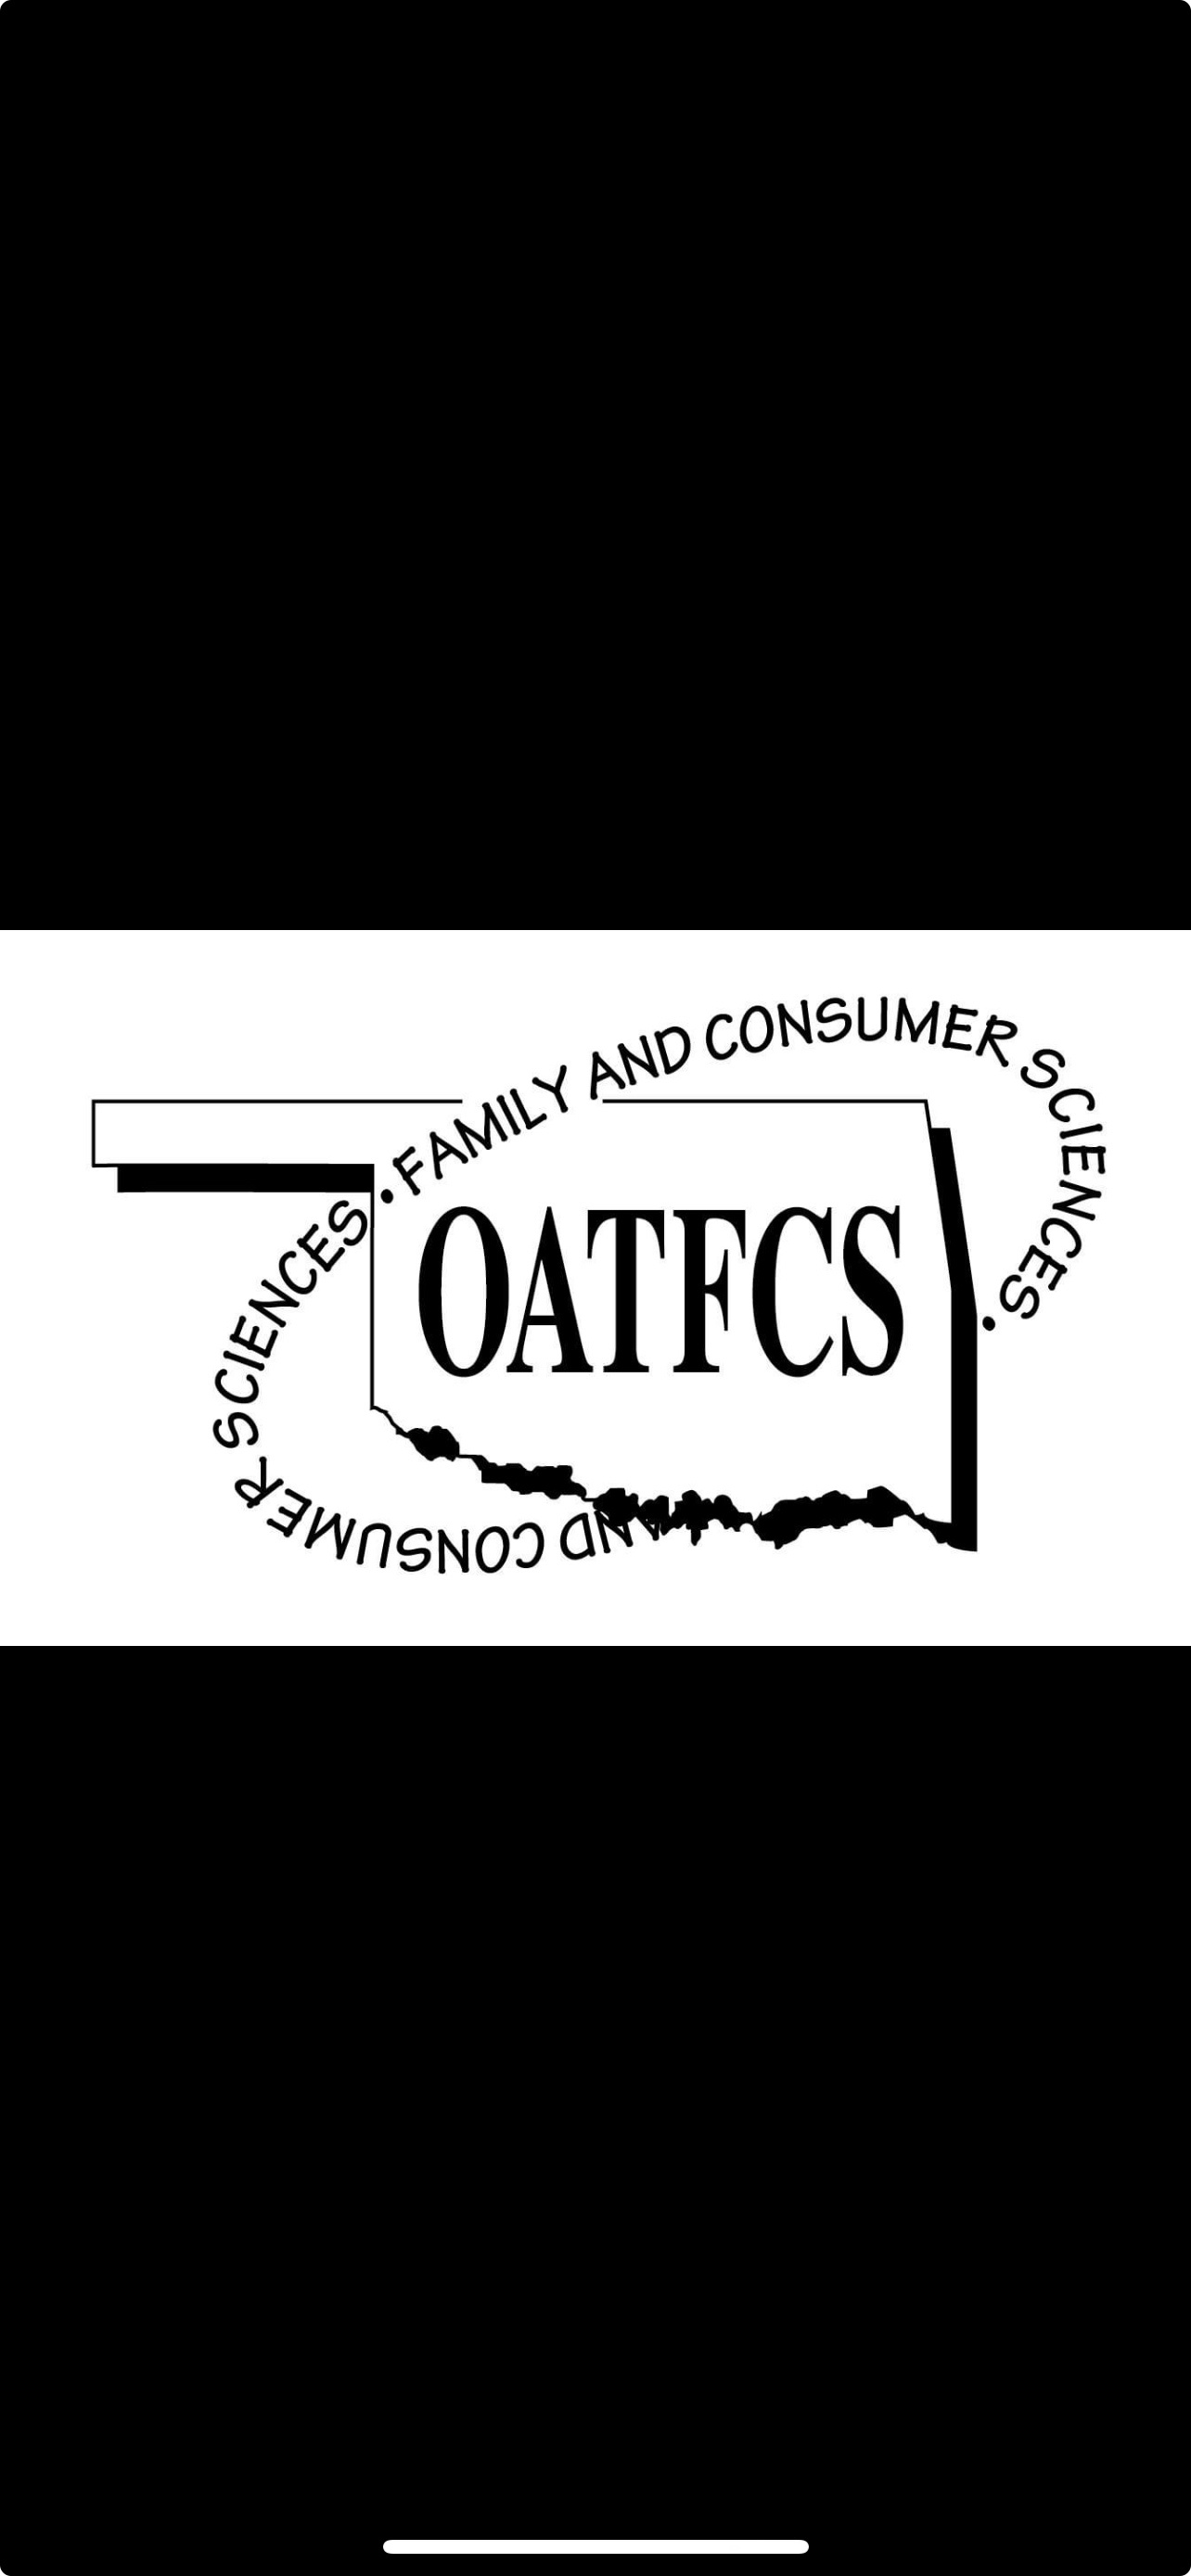 • FAMILY AND CONSUMER SCIENCES •
OATFCS
AND CONSUMER SCIENCES